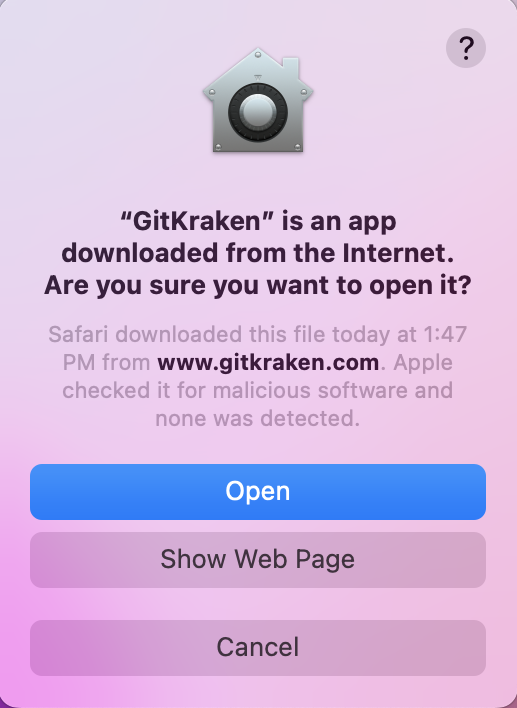 ?
“GitKraken” is an app
downloaded from the Internet.
Are you sure you want to open it?
Safari downloaded this file today at 1:47
PM from www.gitkraken.com. Apple
checked it for malicious software and
none was detected.
Open
Show Web Page
Cancel